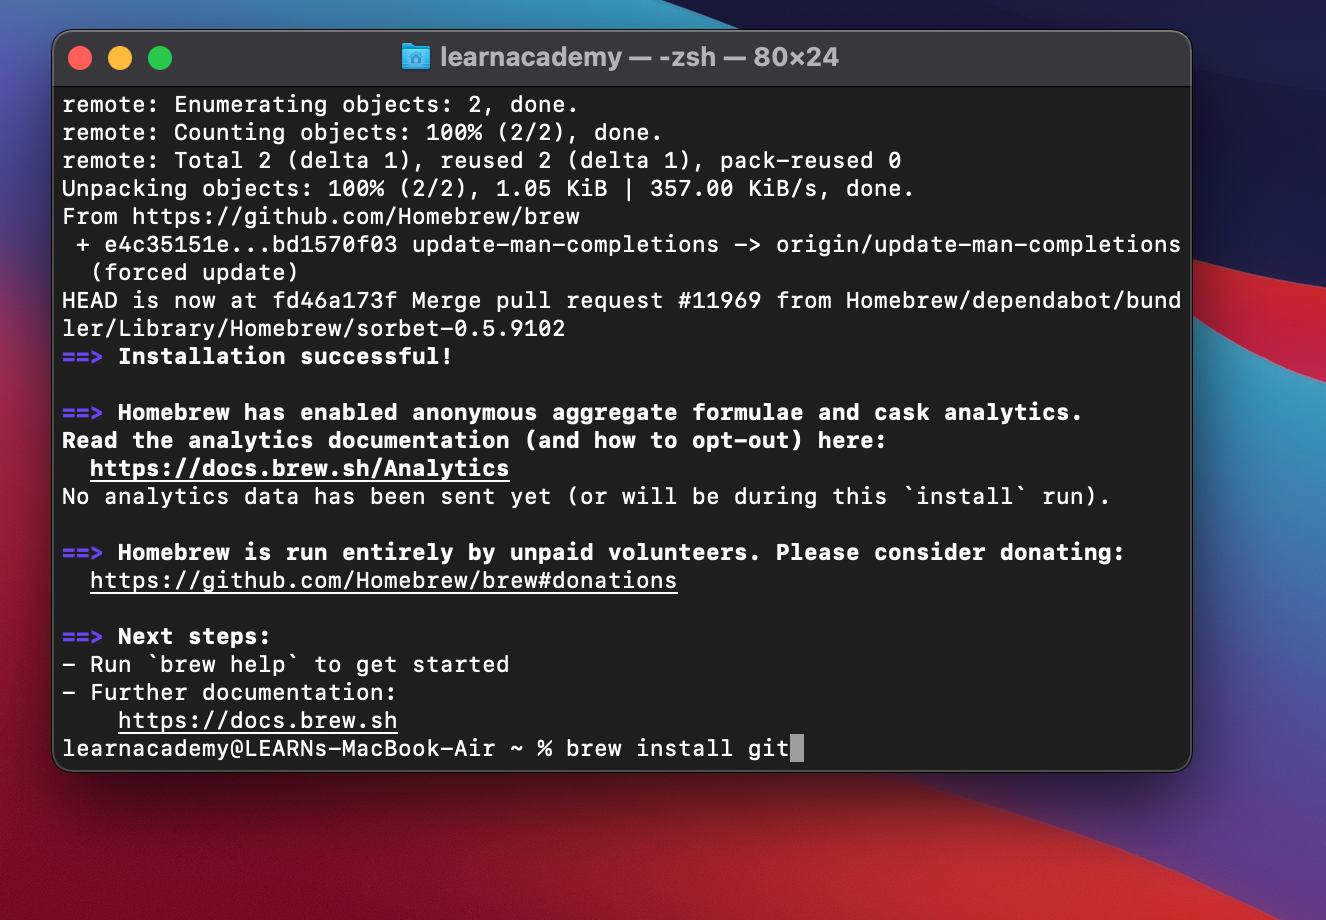 learnacademy — -zsh — 80×24
remote: Enumerating objects: 2, done.
remote: Counting objects: 100% (2/2), done.
remote: Total 2 (delta 1), reused 2 (delta 1), pack-reused 0
Unpacking objects: 100% (2/2), 1.05 KiB | 357.00 KiB/s, done.
From https://github.com/Homebrew/brew
 + e4c35151e...bd1570f03 update-man-completions -> origin/update-man-completions
  (forced update)
HEAD is now at fd46a173f Merge pull request #11969 from Homebrew/dependabot/bund
ler/Library/Homebrew/sorbet-0.5.9102
==> Installation successful!
==> Homebrew has enabled anonymous aggregate formulae and cask analytics.
Read the analytics documentation (and how to opt-out) here:
  https://docs.brew.sh/Analytics
No analytics data has been sent yet (or will be during this `install` run).
==> Homebrew is run entirely by unpaid volunteers. Please consider donating:
  https://github.com/Homebrew/brew#donations
==> Next steps:
- Run `brew help` to get started
- Further documentation:
    https://docs.brew.sh
learnacademy@LEARNs-MacBook-Air ~ % brew install git